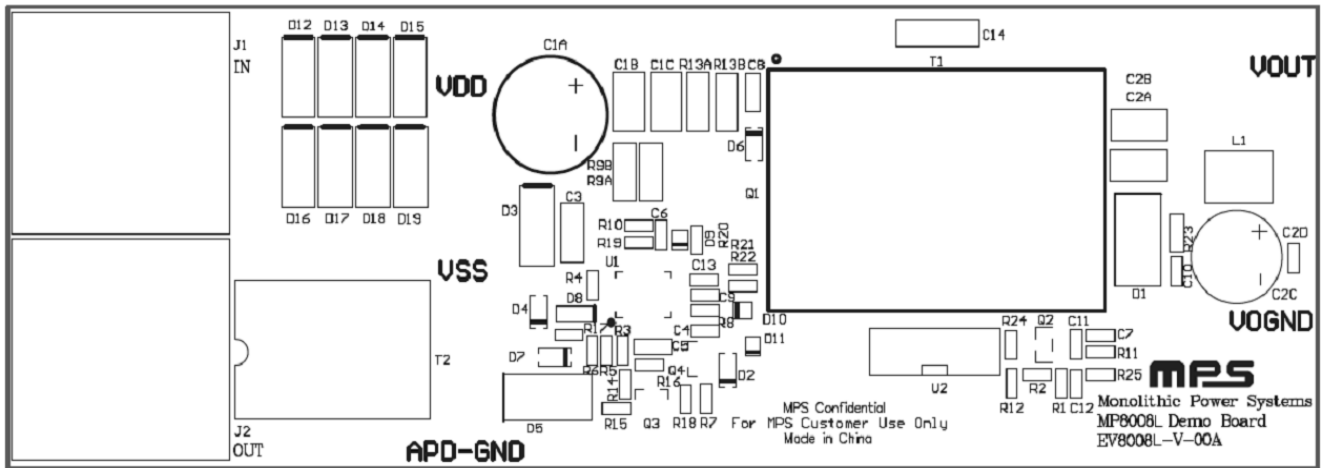 J1
IN
D12 D13 D14 D15
D16 D17 D18 D19
VDD
C1A
+
C1B C1C R13A R13B C8
C14
T1
VOUT
C2B
C2A
L1
D6
R9B
R9A
Q1
D3
C3
R10
C6
R19
D9
R20
R21
R22
U1
C13
VSS
R4
D4
D8
C9
R8
D10
D11
R17
R3
C4
C5
D7
R6
R5
Q4
R16
D2
R14
R15
Q3
R18
R7
D5
T2
J2
OUT
APD-GND
U2
R24
Q2
C11
C7
R11
R25
R2
R12
R1
C12
D1
R23
C10
+
C2D
C2C
VOGND
MPS Confidential
For MPS Customer Use Only
Made in China
mps
Monolithic Power Systems
MP8008L Demo Board
EV8008L-V-00A